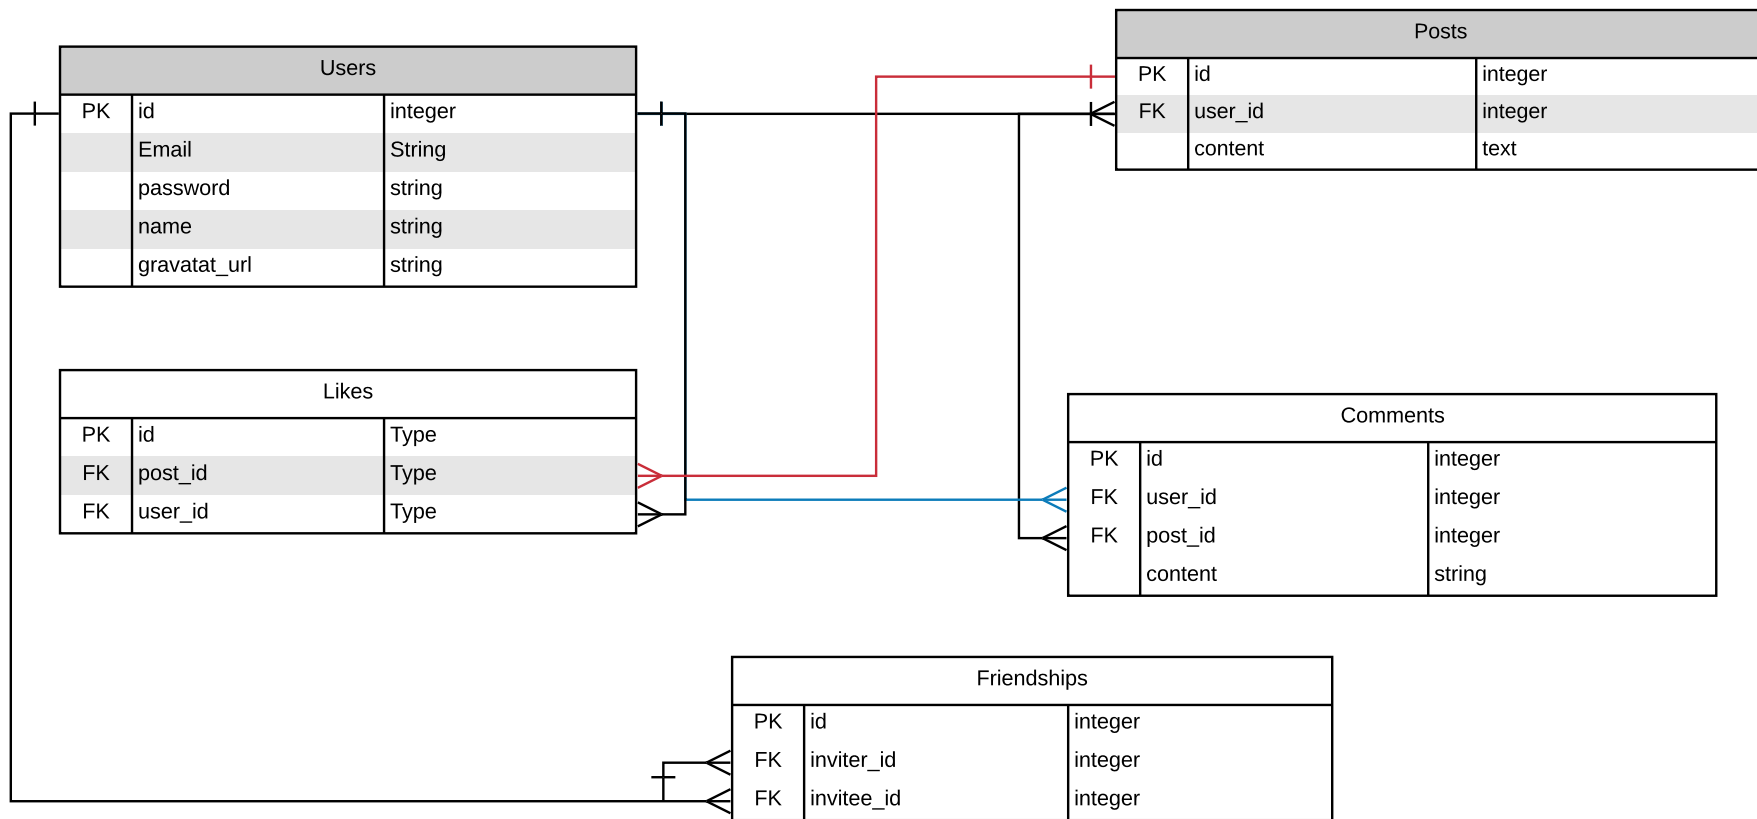 Users
PK id integer
Email String
password string
name string
gravatat_url string
Posts
PK id integer
FK user_id integer
content text
Likes
PK id Type
FK post_id Type
FK user_id Type
Comments
PK id integer
FK user_id integer
FK post_id integer
content string
Friendships
PK id integer
FK inviter_id integer
FK invitee_id integer